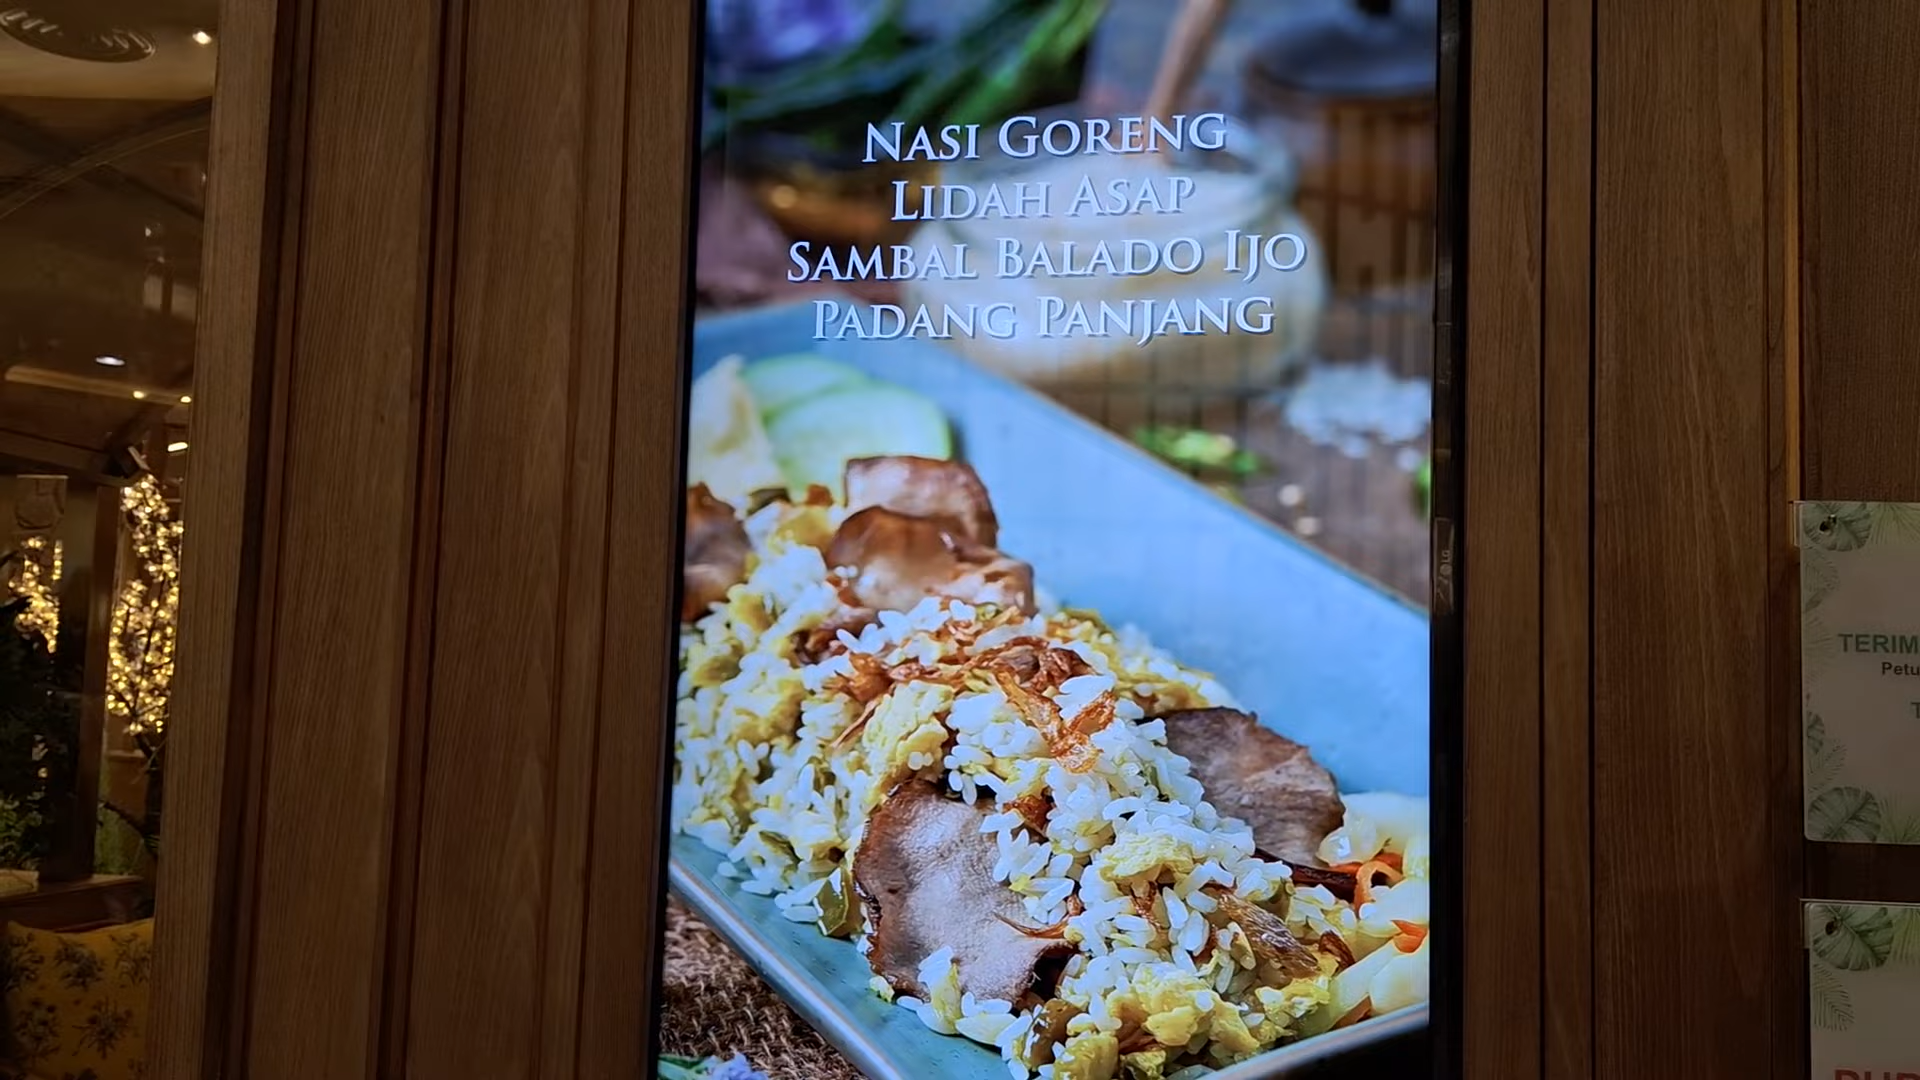 NASI GORENG
LIDAH ASAP
SAMBAL BALADO IJO
PADANG PANJANG